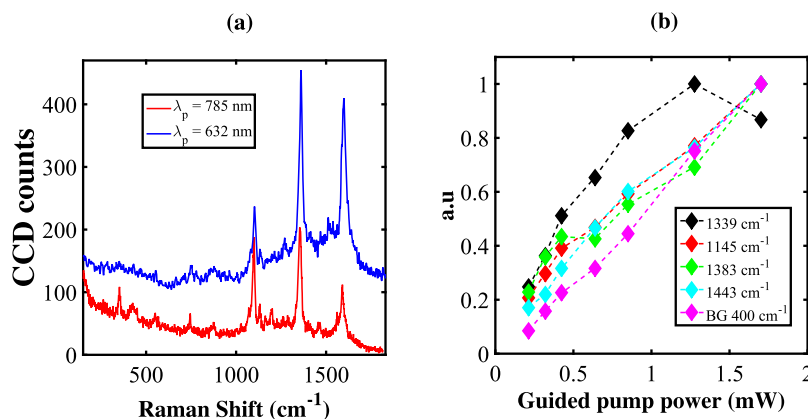 (a)
(b)
CCD counts
400
300
200
100
0
500
1000
1500
Raman Shift (cm⁻¹)
λp = 785 nm
λp = 632 nm
a.u
1
0.8
0.6
0.4
0.2
0
0
0.5
1
1.5
2
Guided pump power (mW)
1339 cm⁻¹
1145 cm⁻¹
1383 cm⁻¹
1443 cm⁻¹
BG 400 cm⁻¹